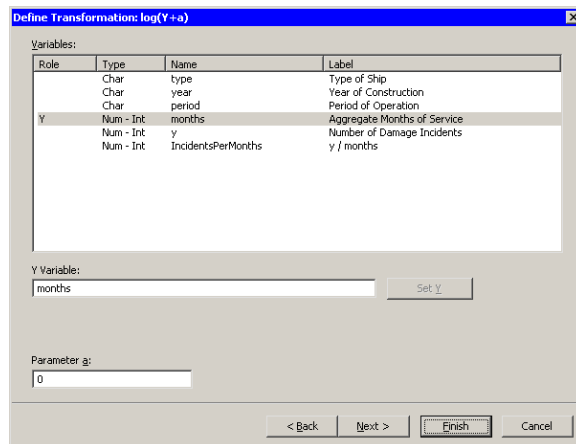 Define Transformation: log(Y+a)
Variables:
Role Type Name Label
Char type Type of Ship
Char year Year of Construction
Char period Period of Operation
Y Num - Int months Aggregate Months of Service
Num - Int y Number of Damage Incidents
Num - Int IncidentsPerMonths y / months
Y Variable:
months Set Y
Parameter a:
0
< Back Next > Finish Cancel